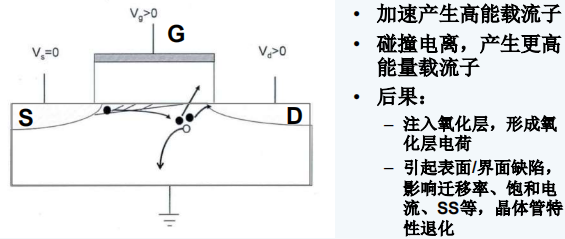 Vg>0
G
Vs=0
Vd>0
S
D
• 加速产生高能载流子
• 碰撞电离，产生更高
能量载流子
• 后果：
– 注入氧化层，形成氧
化层电荷
– 引起表面/界面缺陷，
影响迁移率、饱和电
流、SS等，晶体管特
性退化